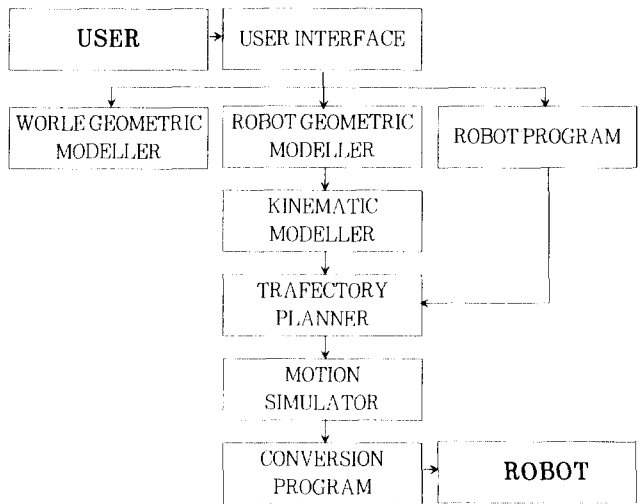 USER
USER INTERFACE
WORLE GEOMETRIC
MODELLER
ROBOT GEOMETRIC
MODELLER
ROBOT PROGRAM
KINEMATIC
MODELLER
TRAFECTORY
PLANNER
MOTION
SIMULATOR
CONVERSION
PROGRAM
ROBOT